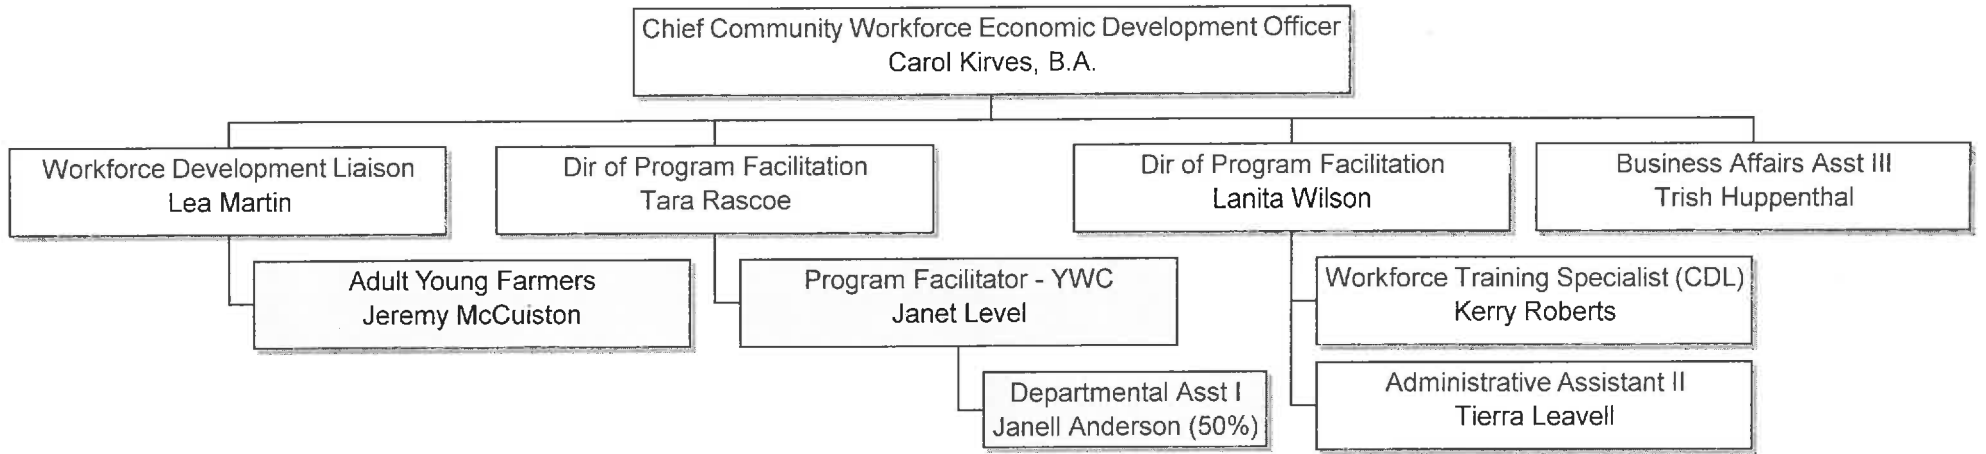 Chief Community Workforce Economic Development Officer
Carol Kirves, B.A.
Workforce Development Liaison
Lea Martin
Dir of Program Facilitation
Tara Rascoe
Dir of Program Facilitation
Lanita Wilson
Business Affairs Asst III
Trish Huppenthal
Adult Young Farmers
Jeremy McCuiston
Program Facilitator - YWC
Janet Level
Workforce Training Specialist (CDL)
Kerry Roberts
Departmental Asst I
Janell Anderson (50%)
Administrative Assistant II
Tierra Leavell